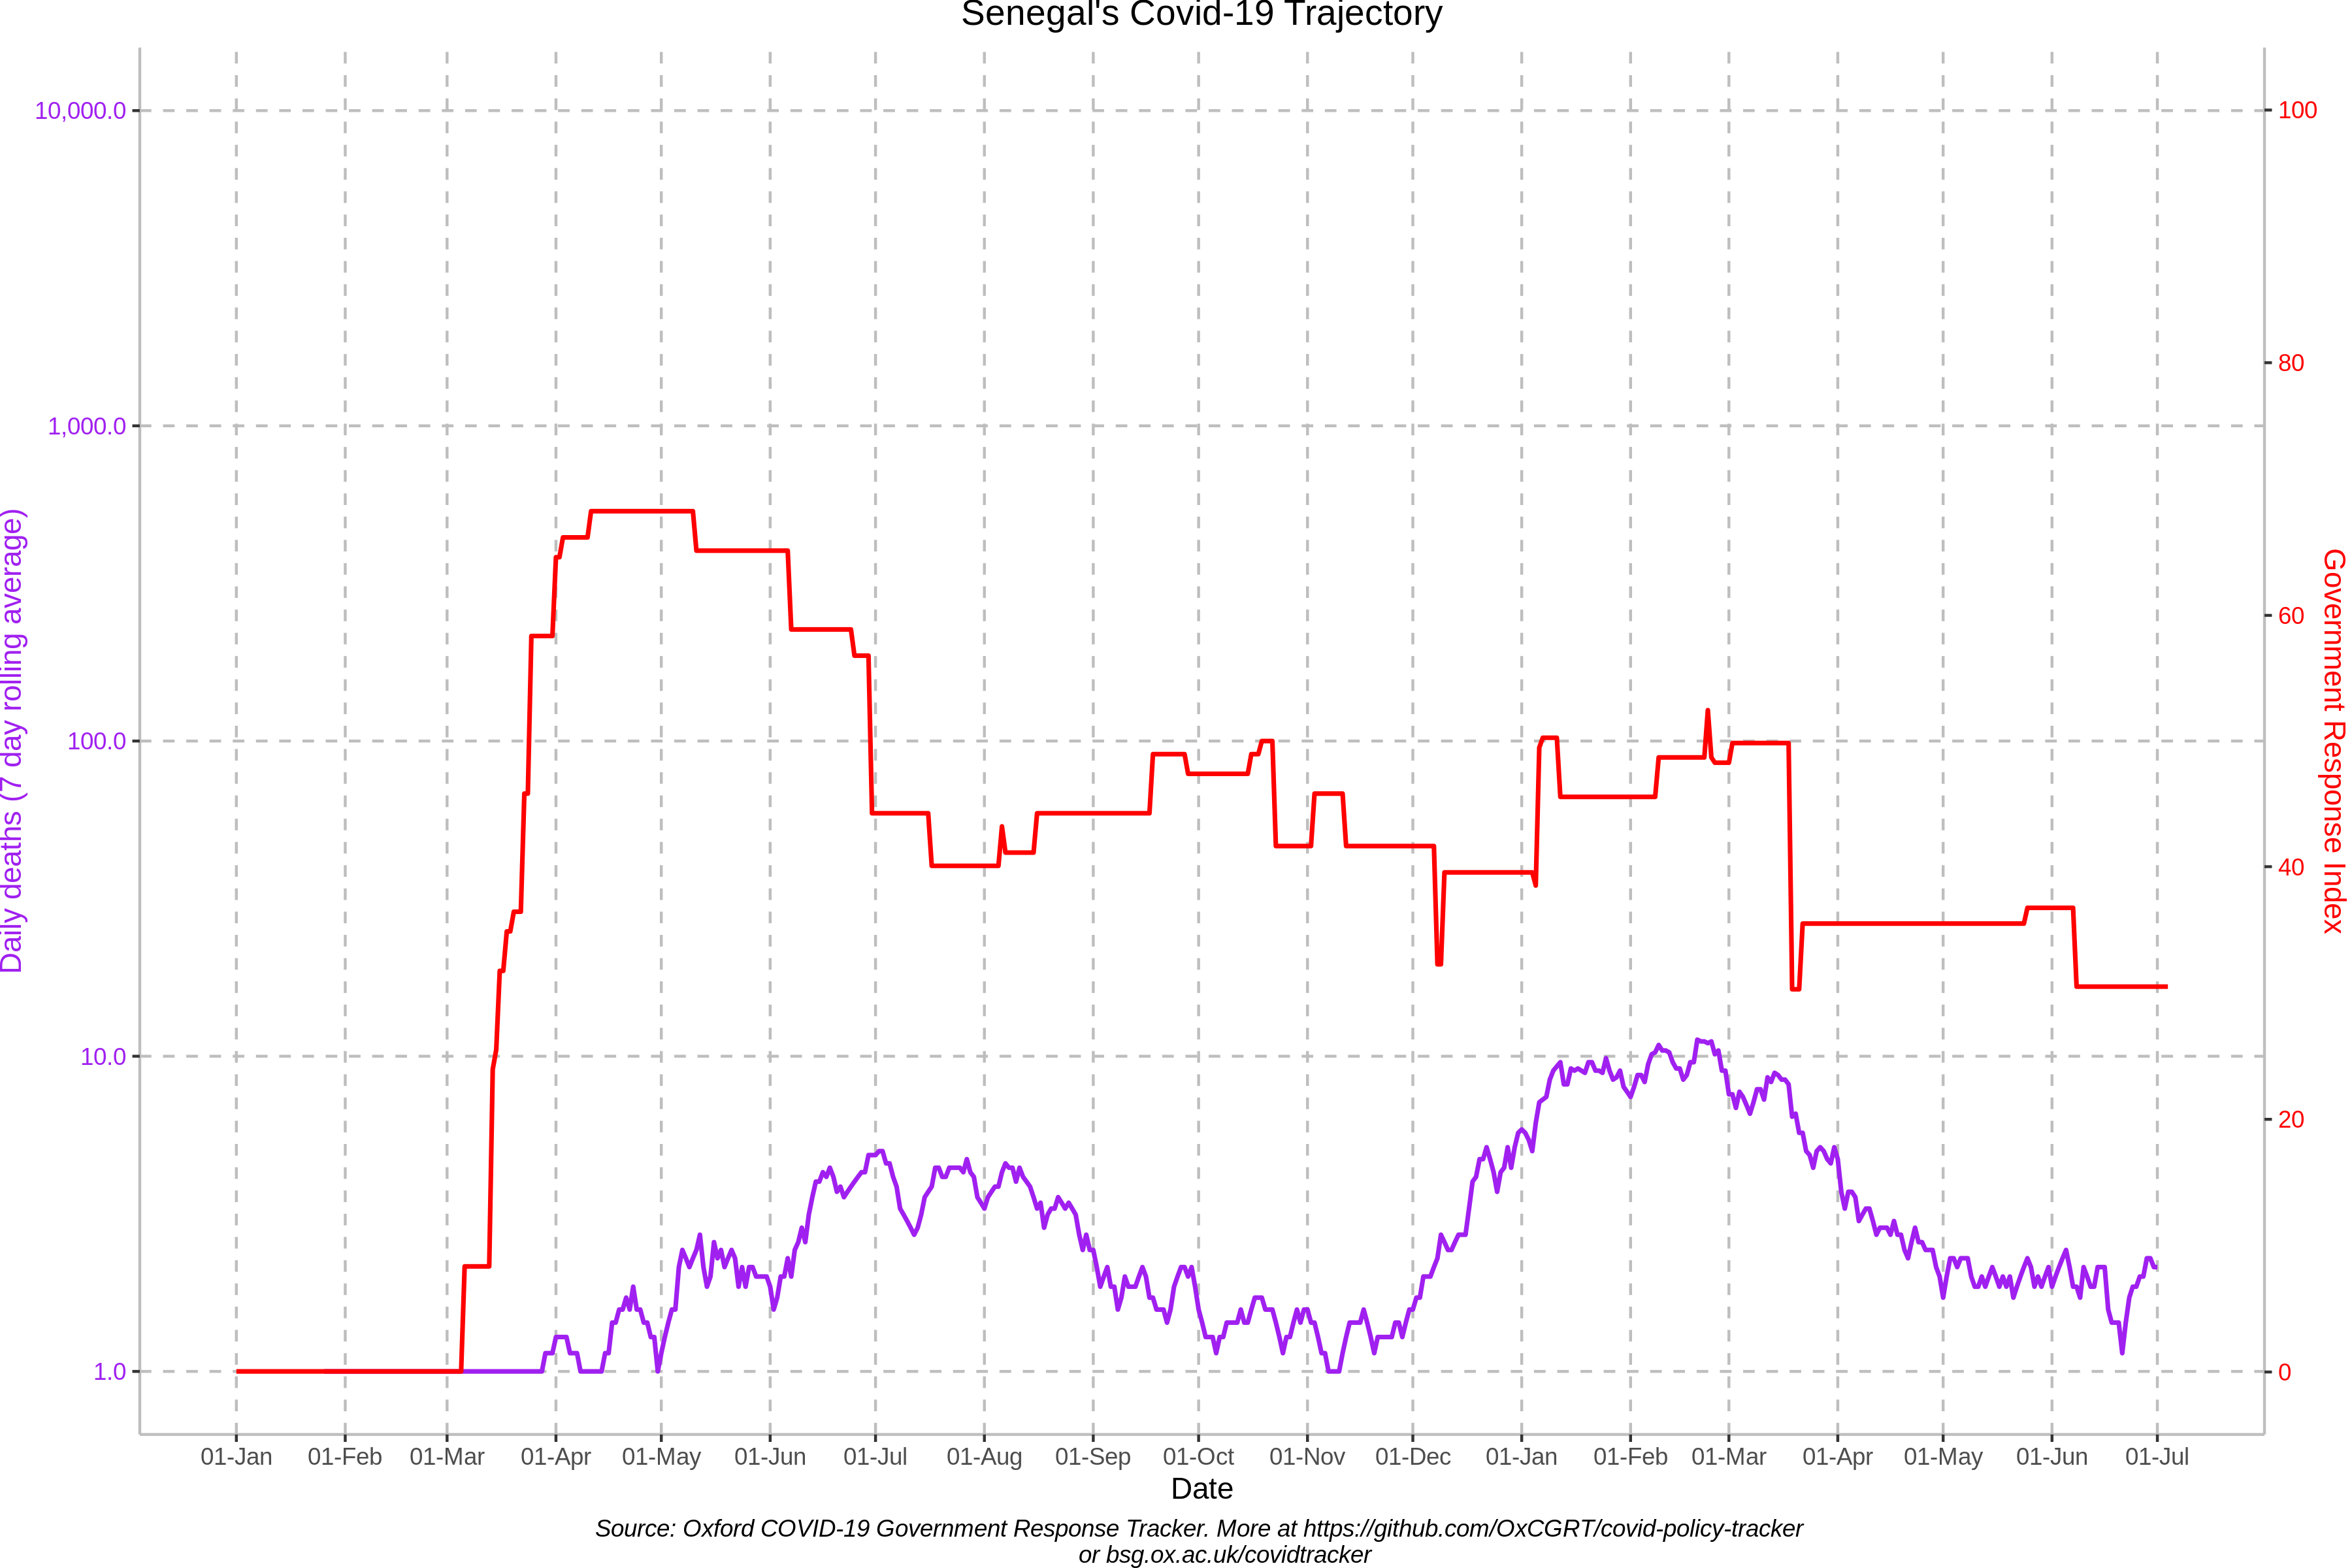 Senegal's Covid-19 Trajectory
10,000.0
1,000.0
100.0
10.0
1.0
Daily deaths (7 day rolling average)
100
80
60
40
20
0
Government Response Index
01-Jan 01-Feb 01-Mar 01-Apr 01-May 01-Jun 01-Jul 01-Aug 01-Sep 01-Oct 01-Nov 01-Dec 01-Jan 01-Feb 01-Mar 01-Apr 01-May 01-Jun 01-Jul
Date
Source: Oxford COVID-19 Government Response Tracker. More at https://github.com/OxCGRT/covid-policy-tracker
or bsg.ox.ac.uk/covidtracker